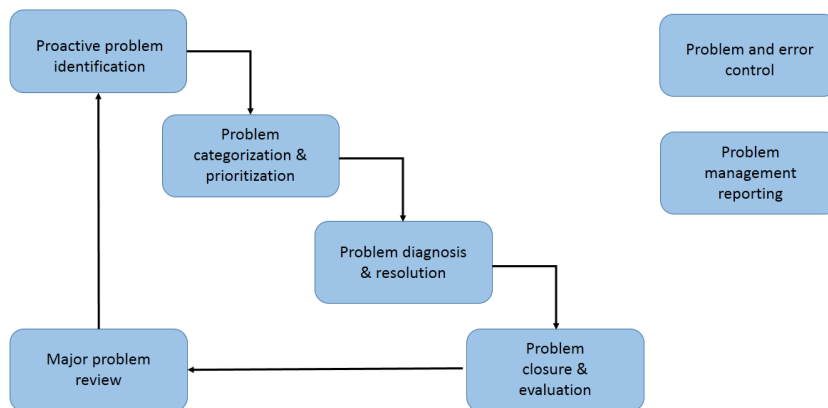 Proactive problem
identification
Problem and error
control
Problem
categorization &
prioritization
Problem
management
reporting
Problem diagnosis
& resolution
Major problem
review
Problem
closure &
evaluation